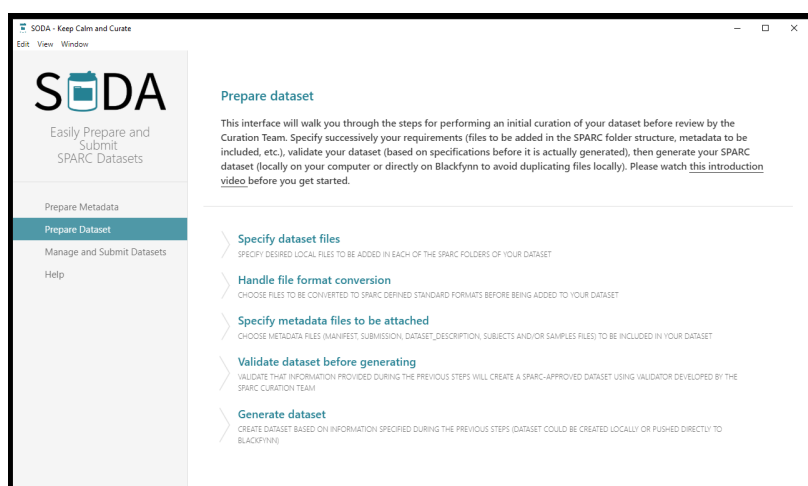 SODA - Keep Calm and Curate
Edit View Window
SODA
Easily Prepare and
Submit
SPARC Datasets
Prepare Metadata
Prepare Dataset
Manage and Submit Datasets
Help
Prepare dataset
This interface will walk you through the steps for performing an initial curation of your dataset before review by the
Curation Team. Specify successively your requirements (files to be added in the SPARC folder structure, metadata to be
included, etc.), validate your dataset (based on specifications before it is actually generated), then generate your SPARC
dataset (locally on your computer or directly on Blackfynn to avoid duplicating files locally). Please watch this introduction
video before you get started.
Specify dataset files
SPECIFY DESIRED LOCAL FILES TO BE ADDED IN EACH OF THE SPARC FOLDERS OF YOUR DATASET
Handle file format conversion
CHOOSE FILES TO BE CONVERTED TO SPARC DEFINED STANDARD FORMATS BEFORE BEING ADDED TO YOUR DATASET
Specify metadata files to be attached
CHOOSE METADATA FILES (MANIFEST, SUBMISSION, DATASET_DESCRIPTION, SUBJECTS AND/OR SAMPLES FILES) TO BE INCLUDED IN YOUR DATASET
Validate dataset before generating
VALIDATE THAT INFORMATION PROVIDED DURING THE PREVIOUS STEPS WILL CREATE A SPARC-APPROVED DATASET USING VALIDATOR DEVELOPED BY THE
SPARC CURATION TEAM
Generate dataset
CREATE DATASET BASED ON INFORMATION SPECIFIED DURING THE PREVIOUS STEPS (DATASET COULD BE CREATED LOCALLY OR PUSHED DIRECTLY TO
BLACKFYNN)